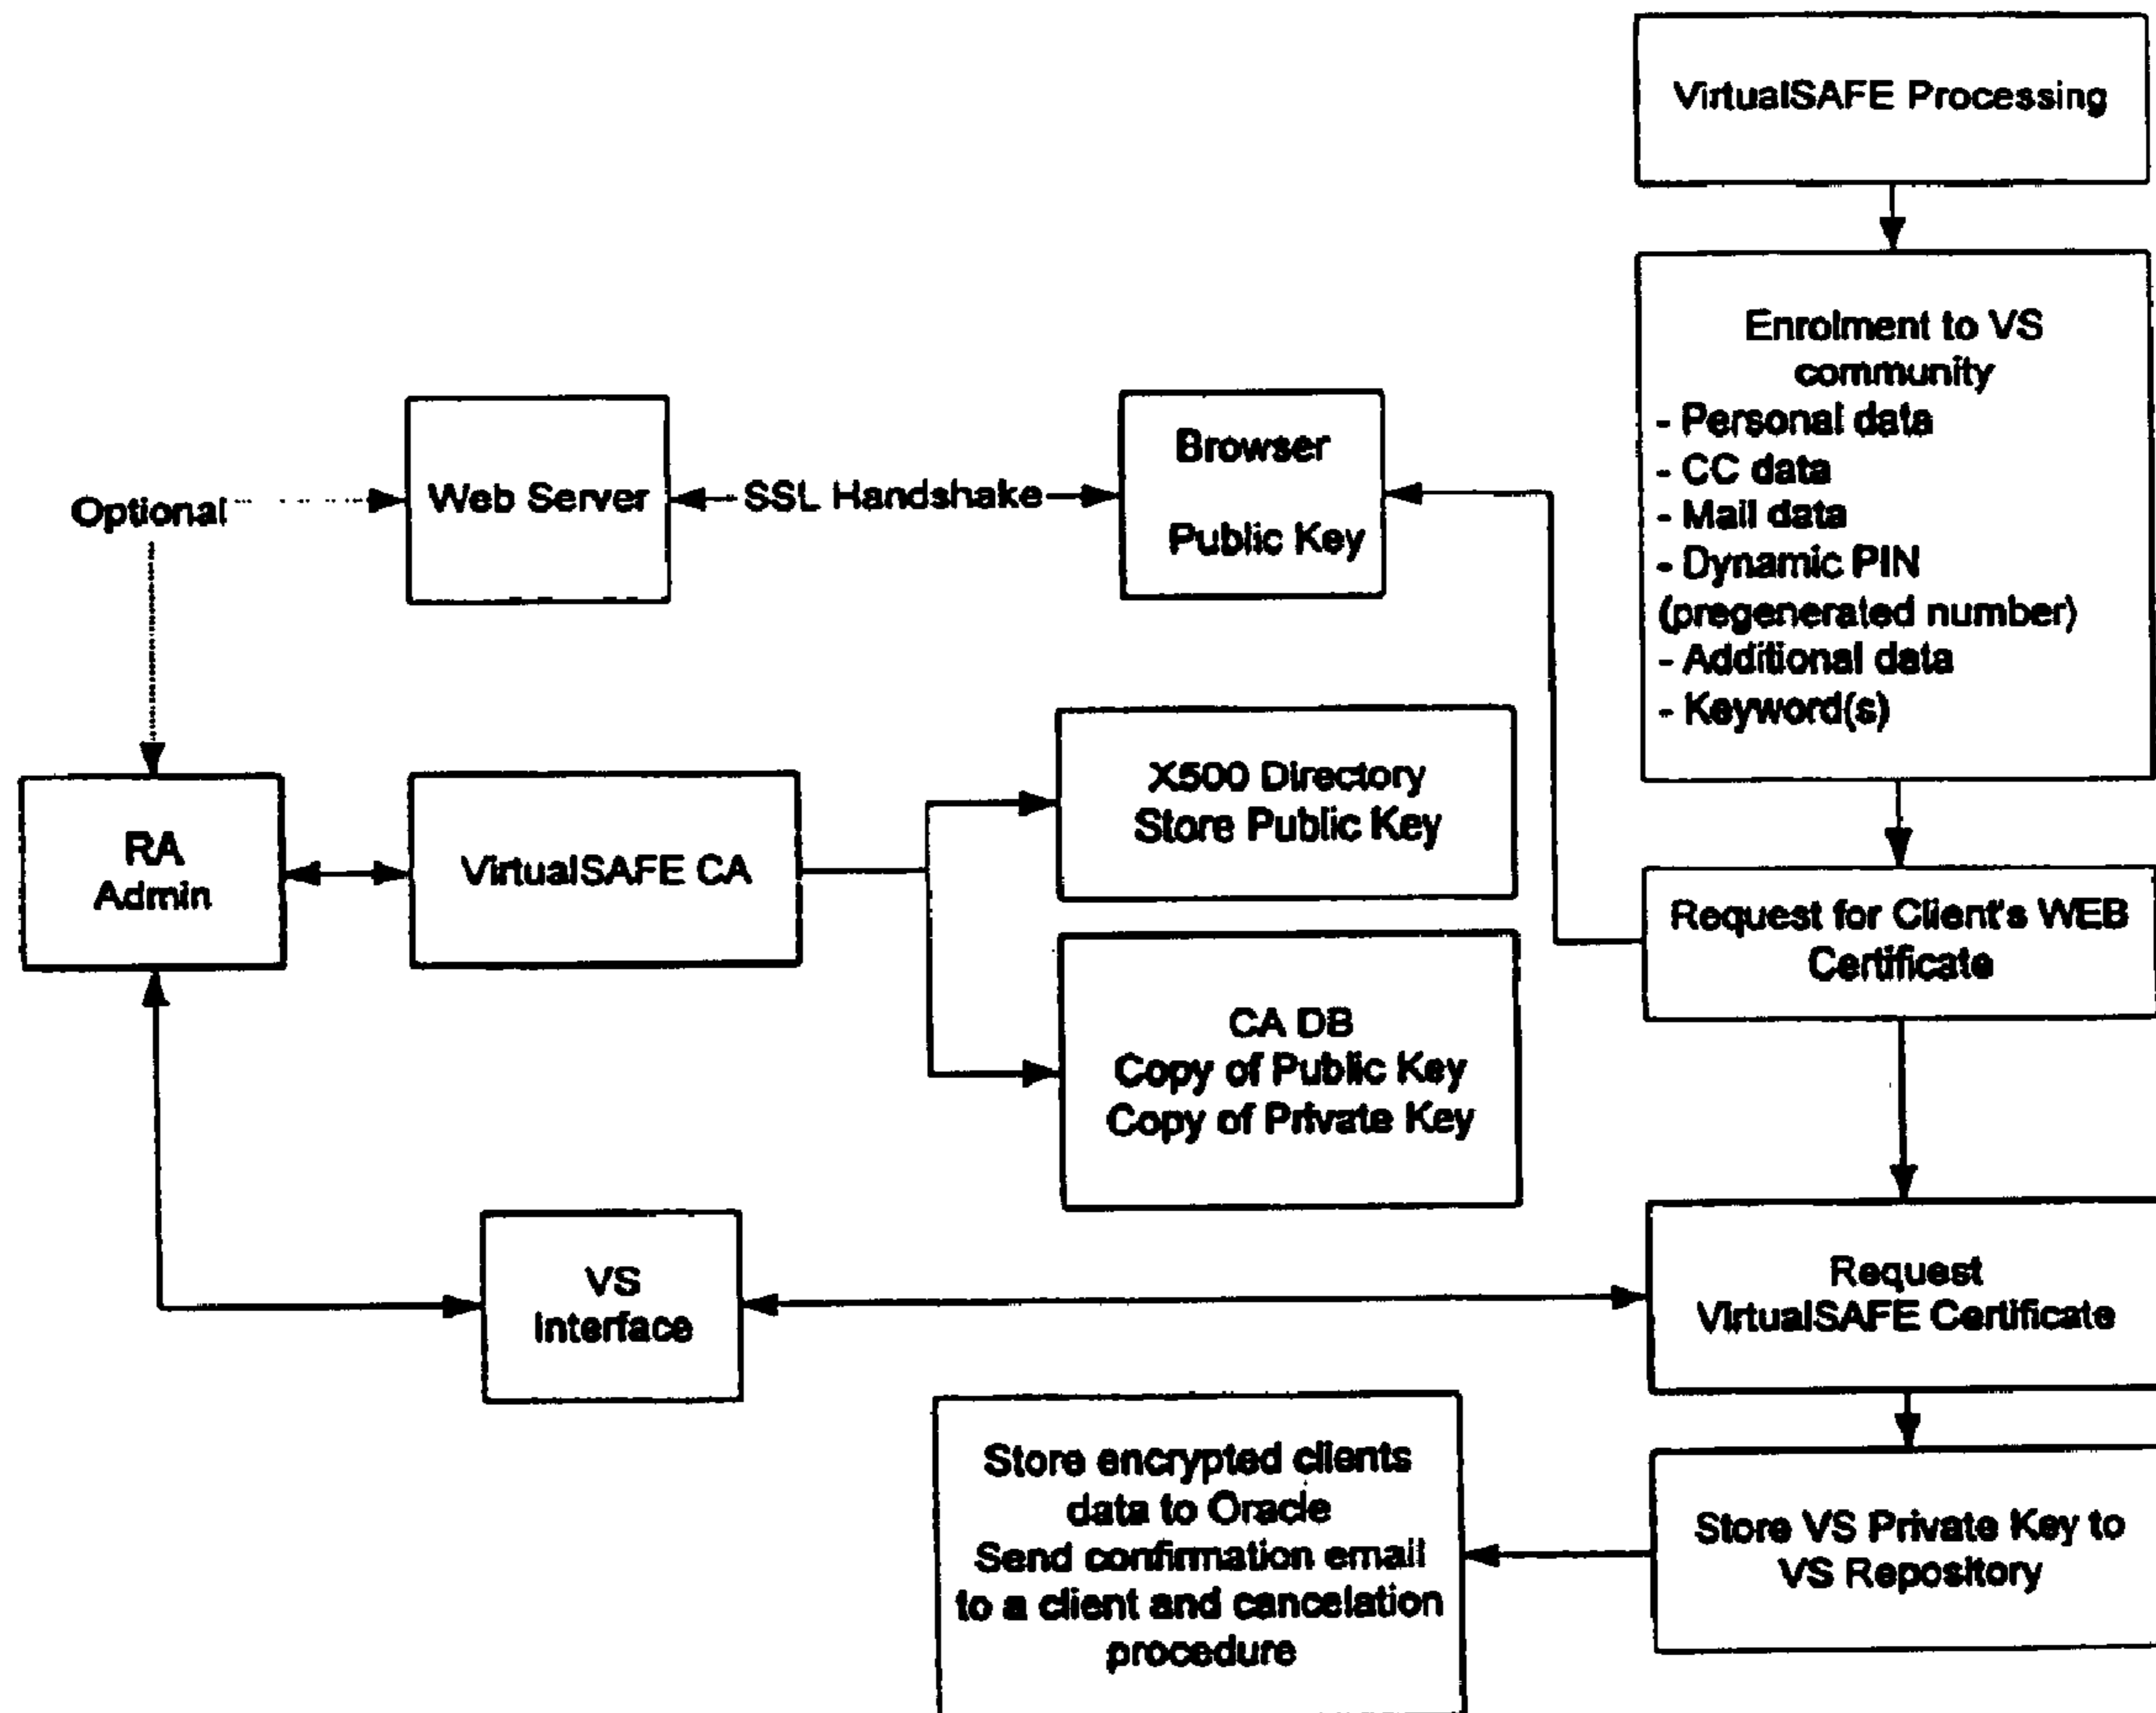 VirtualSAFE Processing
Enrolment to VS
community
- Personal data
- CC data
- Mail data
- Dynamic PIN
(pregenerated number)
- Additional data
- Keyword(s)
Optional
Web Server
SSL Handshake
Browser
Public Key
RA
Admin
VirtualSAFE CA
X500 Directory
Store Public Key
CA DB
Copy of Public Key
Copy of Private Key
Request for Client's WEB
Certificate
VS
Interface
Request
VirtualSAFE Certificate
Store encrypted clients
data to Oracle
Send confirmation email
to a client and cancelation
procedure
Store VS Private Key to
VS Repository